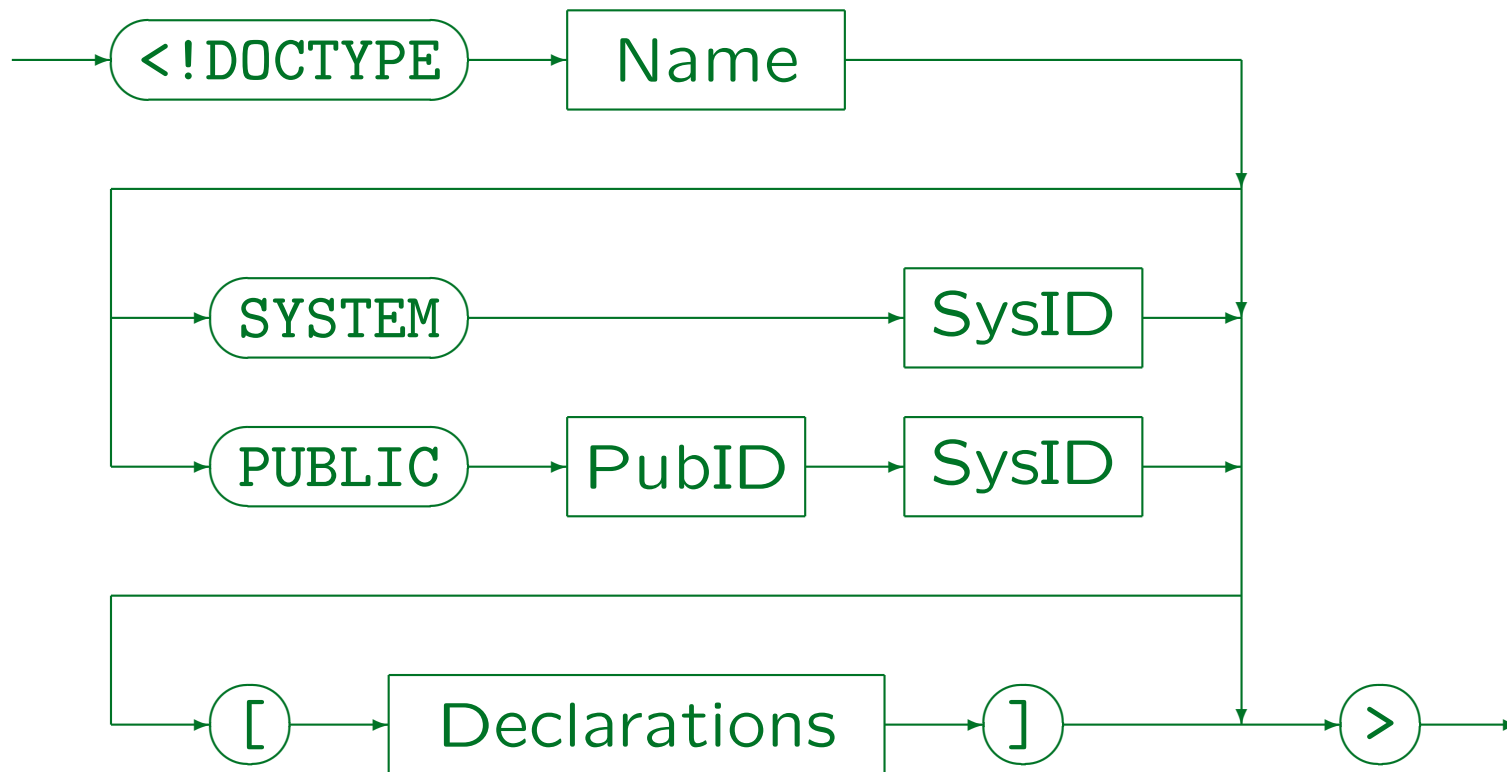 <!DOCTYPE Name
SYSTEM SysID
PUBLIC PubID SysID
[ Declarations ] >